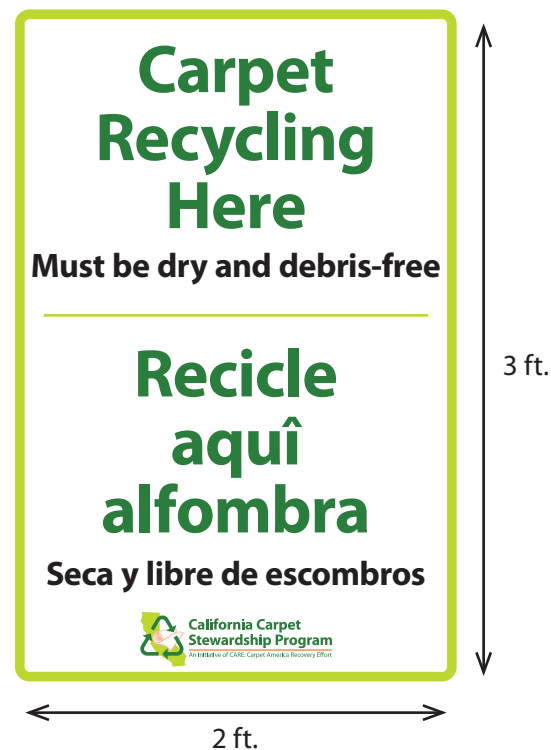 Carpet
Recycling
Here
Must be dry and debris-free
Recicle
aquî
alfombra
Seca y libre de escombros
California Carpet
Stewardship Program
An Initiative of CARE: Carpet America Recovery Effort
3 ft.
2 ft.